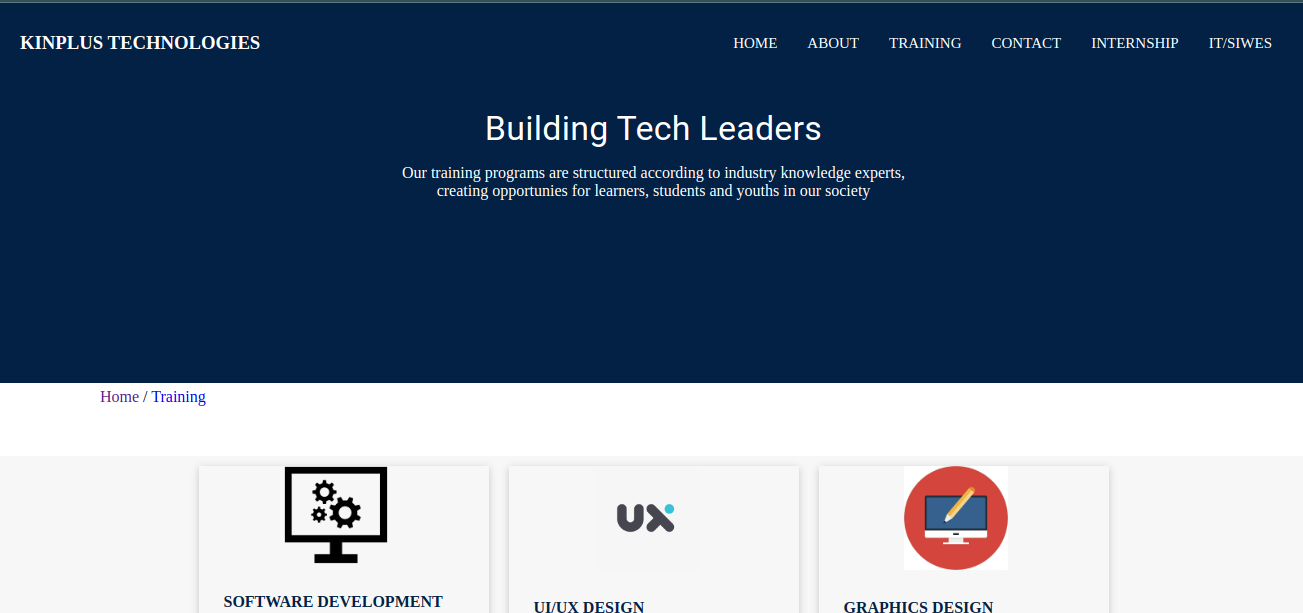 KINPLUS TECHNOLOGIES
HOME ABOUT TRAINING CONTACT INTERNSHIP IT/SIWES
Building Tech Leaders
Our training programs are structured according to industry knowledge experts,
creating opportunies for learners, students and youths in our society
Home / Training
UX
SOFTWARE DEVELOPMENT
UI/UX DESIGN
GRAPHICS DESIGN